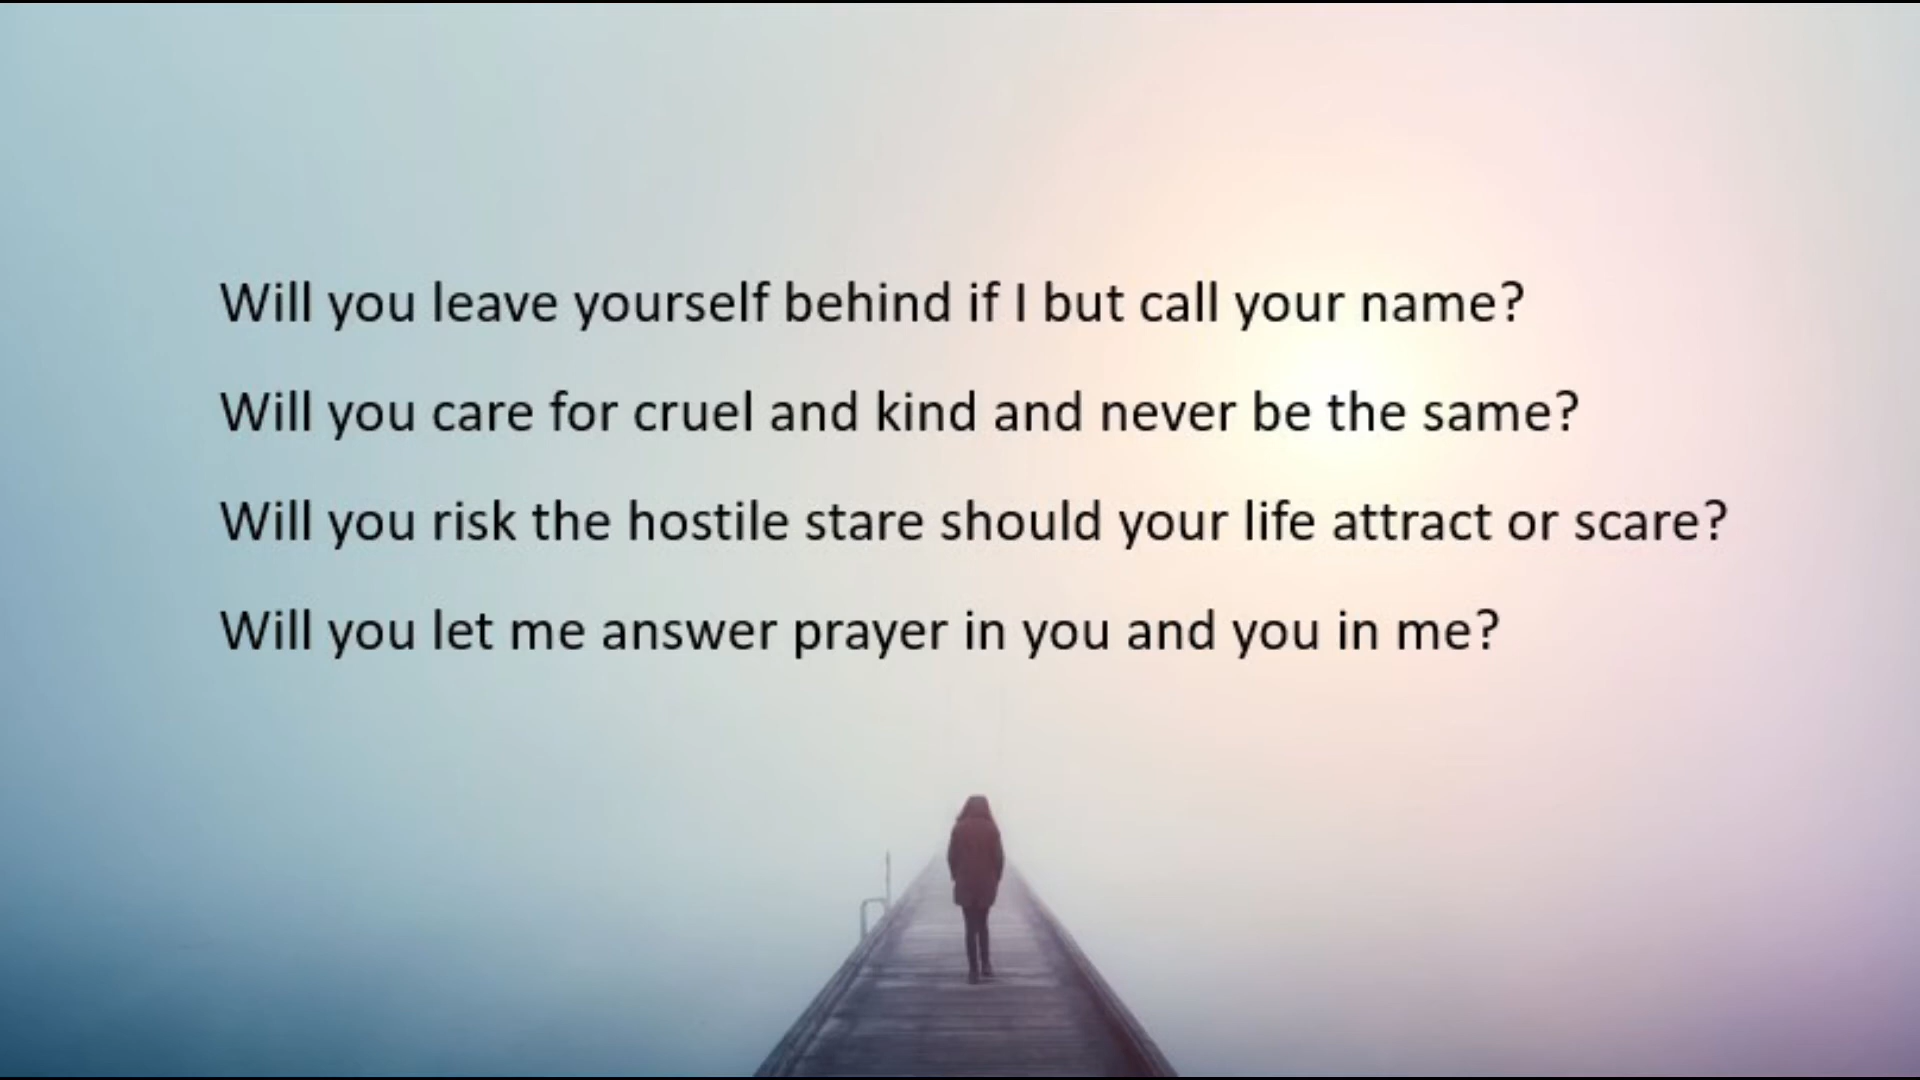 Will you leave yourself behind if I but call your name?
Will you care for cruel and kind and never be the same?
Will you risk the hostile stare should your life attract or scare?
Will you let me answer prayer in you and you in me?